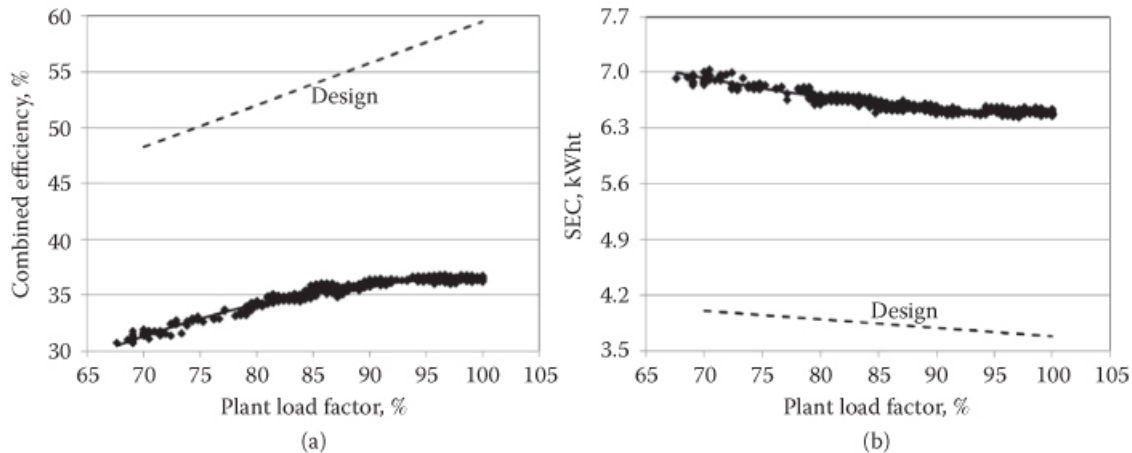 Combined efficiency, %
60
55
50
45
40
35
30
Design
65 70 75 80 85 90 95 100 105
Plant load factor, %
(a)
SEC, kWht
7.7
7.0
6.3
5.6
4.9
4.2
3.5
Design
65 70 75 80 85 90 95 100 105
Plant load factor, %
(b)